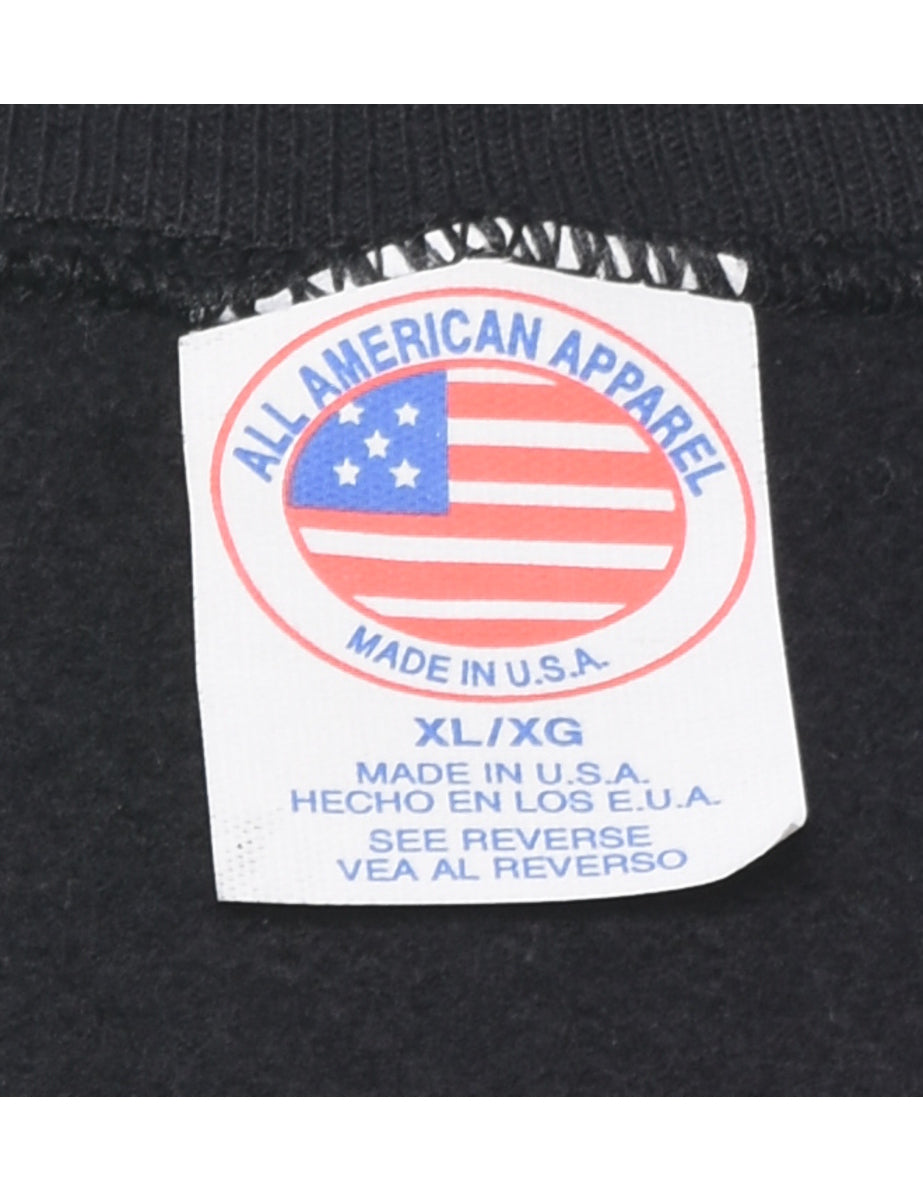 ALL AMERICAN APPAREL
MADE IN U.S.A.
XL/XG
MADE IN U.S.A.
HECHO EN LOS E.U.A.
SEE REVERSE
VEA AL REVERSO